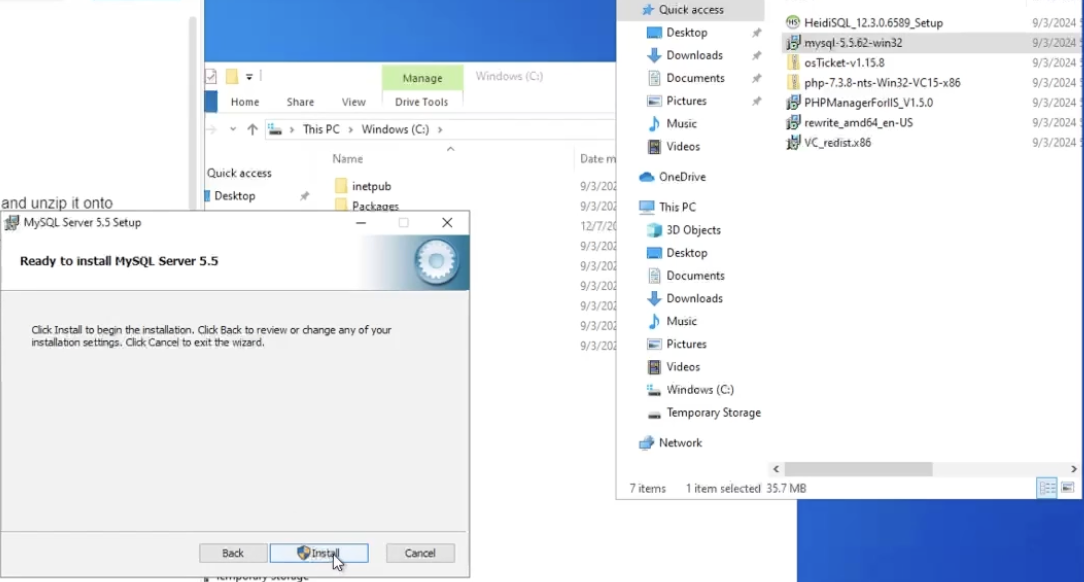 and unzip it onto
MySQL Server 5.5 Setup
Ready to install MySQL Server 5.5
Click Install to begin the installation. Click Back to review or change any of your
installation settings. Click Cancel to exit the wizard.
Back
Install
Cancel
Temporary Storage
Manage
Windows (C:)
Home
Share
View
Drive Tools
This PC > Windows (C:) >
Quick access
Desktop
Name
Date m
inetpub
9/3/202
Packages
9/3/202
12/7/20
9/3/202
9/3/202
9/3/202
9/3/202
9/3/202
9/3/202
Quick access
Desktop
Downloads
Documents
Pictures
Music
Videos
OneDrive
This PC
3D Objects
Desktop
Documents
Downloads
Music
Pictures
Videos
Windows (C:)
Temporary Storage
Network
HS HeidiSQL_12.3.0.6589_Setup 9/3/2024
mysql-5.5.62-win32 9/3/2024
osTicket-v1.15.8 9/3/2024
php-7.3.8-nts-Win32-VC15-x86 9/3/2024
PHPManagerForIIS_V1.5.0 9/3/2024
rewrite_amd64_en-US 9/3/2024
VC_redist.x86 9/3/2024
7 items 1 item selected 35.7 MB